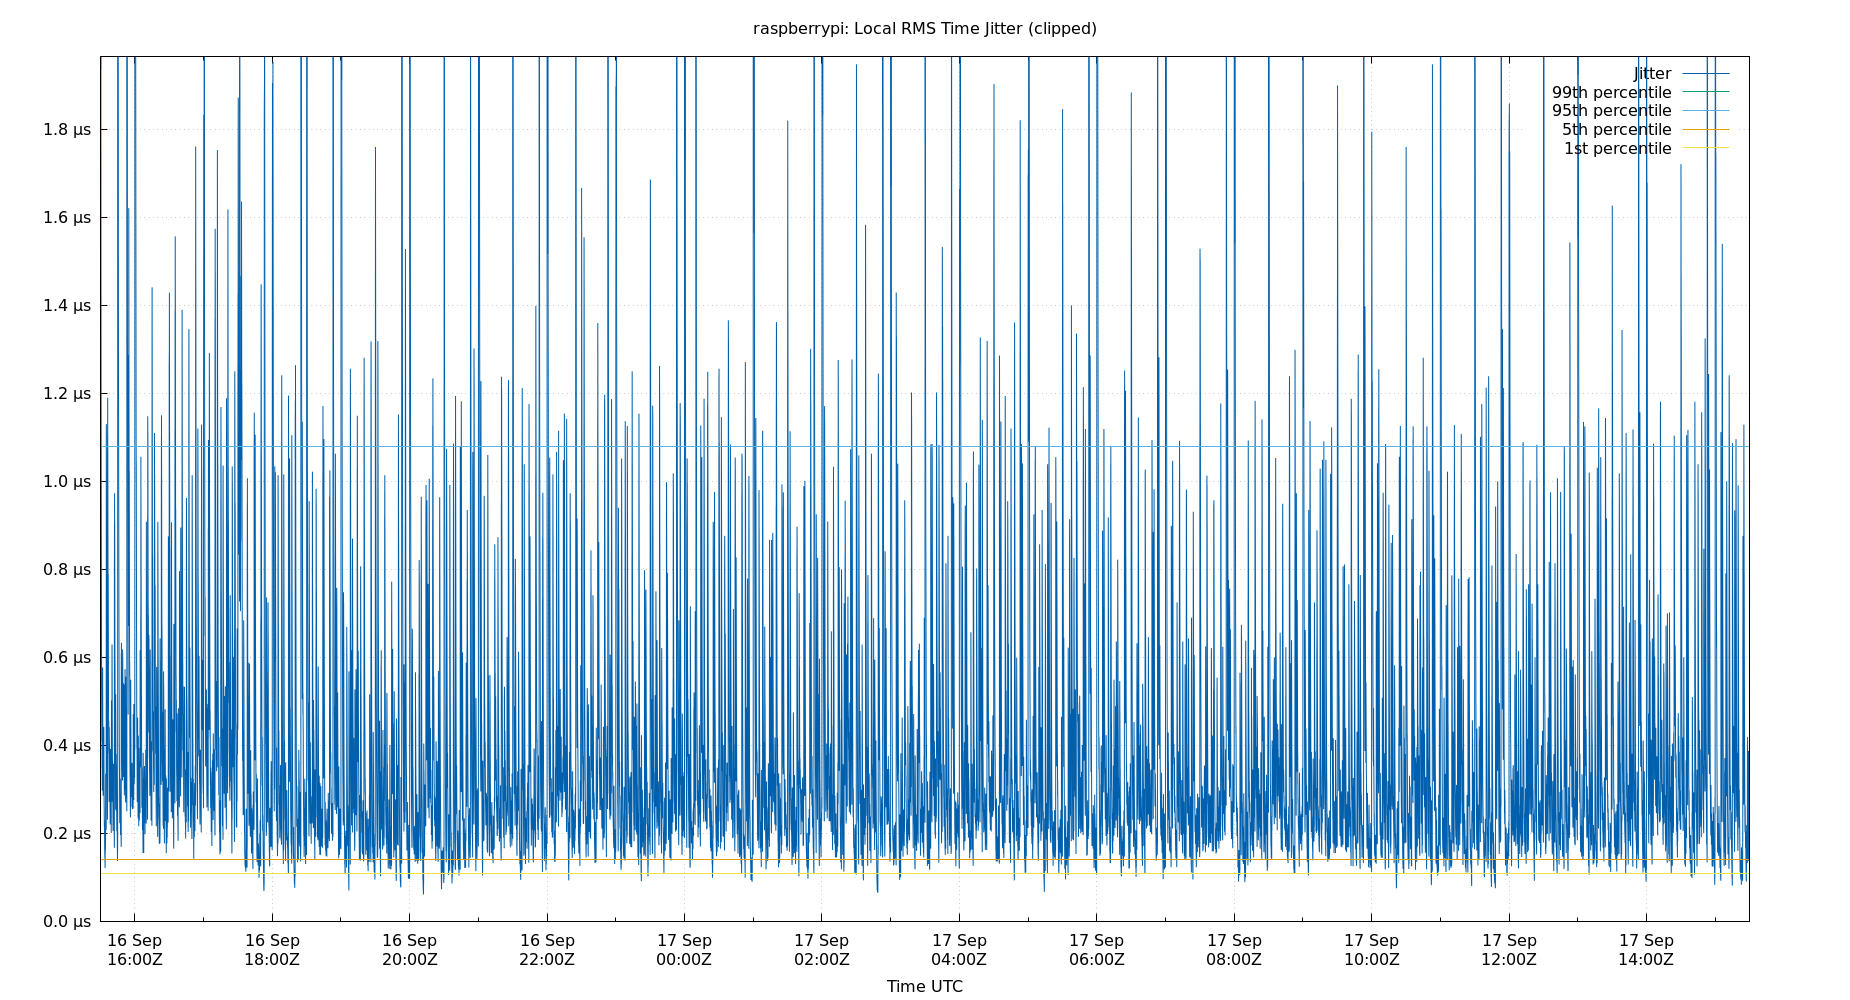 raspberrypi: Local RMS Time Jitter (clipped)
Jitter
99th percentile
95th percentile
5th percentile
1st percentile
1.8 µs
1.6 µs
1.4 µs
1.2 µs
1.0 µs
0.8 µs
0.6 µs
0.4 µs
0.2 µs
0.0 µs
16 Sep 16 Sep 16 Sep 16 Sep 17 Sep 17 Sep 17 Sep 17 Sep 17 Sep 17 Sep 17 Sep 17 Sep
16:00Z 18:00Z 20:00Z 22:00Z 00:00Z 02:00Z 04:00Z 06:00Z 08:00Z 10:00Z 12:00Z 14:00Z
Time UTC